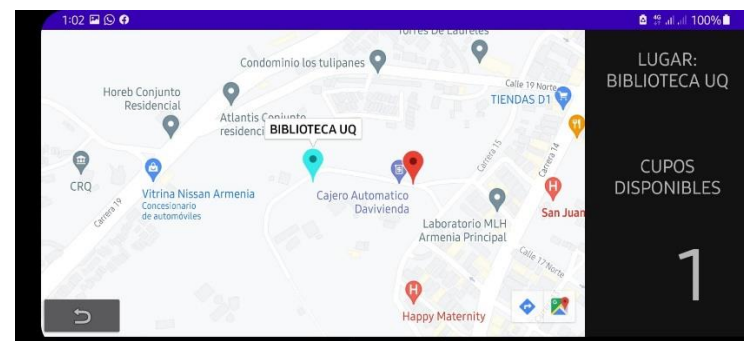 1:02
4G 100%
Torres De Laureles
Condominio los tulipanes
Calle 19 Norte
TIENDAS D1
Horeb Conjunto
Residencial
Atlantis Conjunto
residenci
BIBLIOTECA UQ
Carrera 15
Carrera 14
CRQ
Vitrina Nissan Armenia
Concesionario
de automóviles
Cajero Automatico
Davivienda
Carrera 19
San Juan
Laboratorio MLH
Armenia Principal
Calle 17 Norte
Happy Maternity
LUGAR:
BIBLIOTECA UQ
CUPOS
DISPONIBLES
1